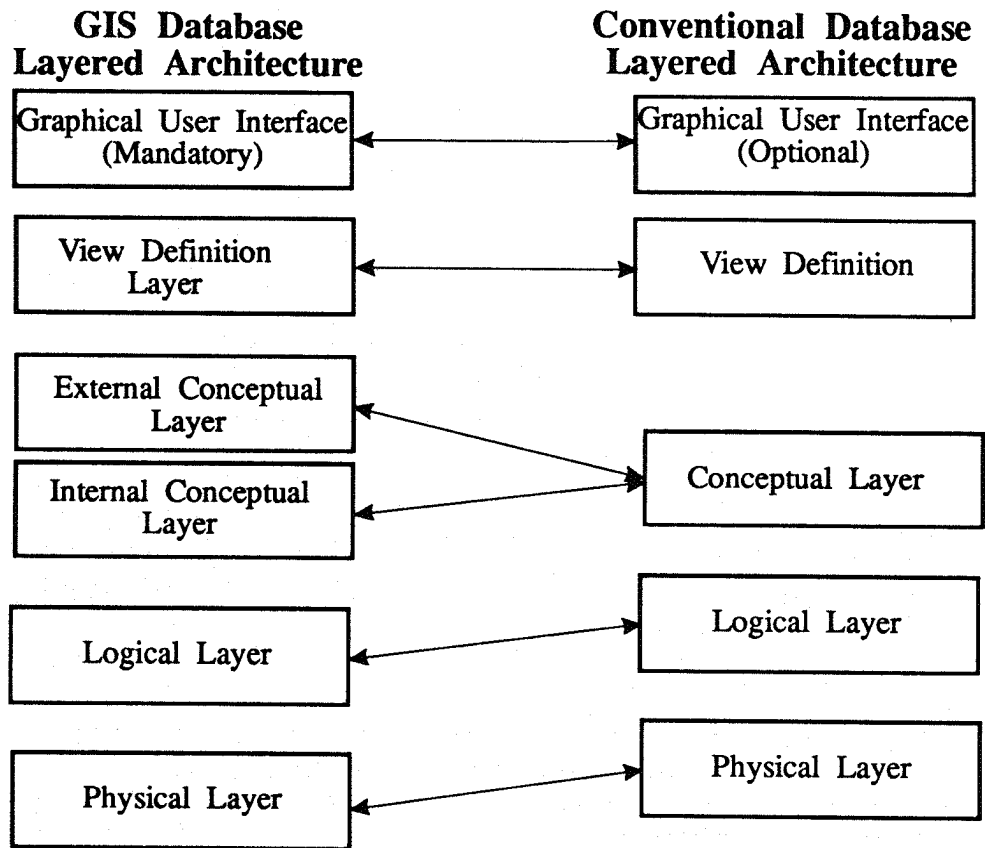 GIS Database
Layered Architecture
Conventional Database
Layered Architecture
Graphical User Interface
(Mandatory)
Graphical User Interface
(Optional)
View Definition
Layer
View Definition
External Conceptual
Layer
Internal Conceptual
Layer
Conceptual Layer
Logical Layer
Logical Layer
Physical Layer
Physical Layer